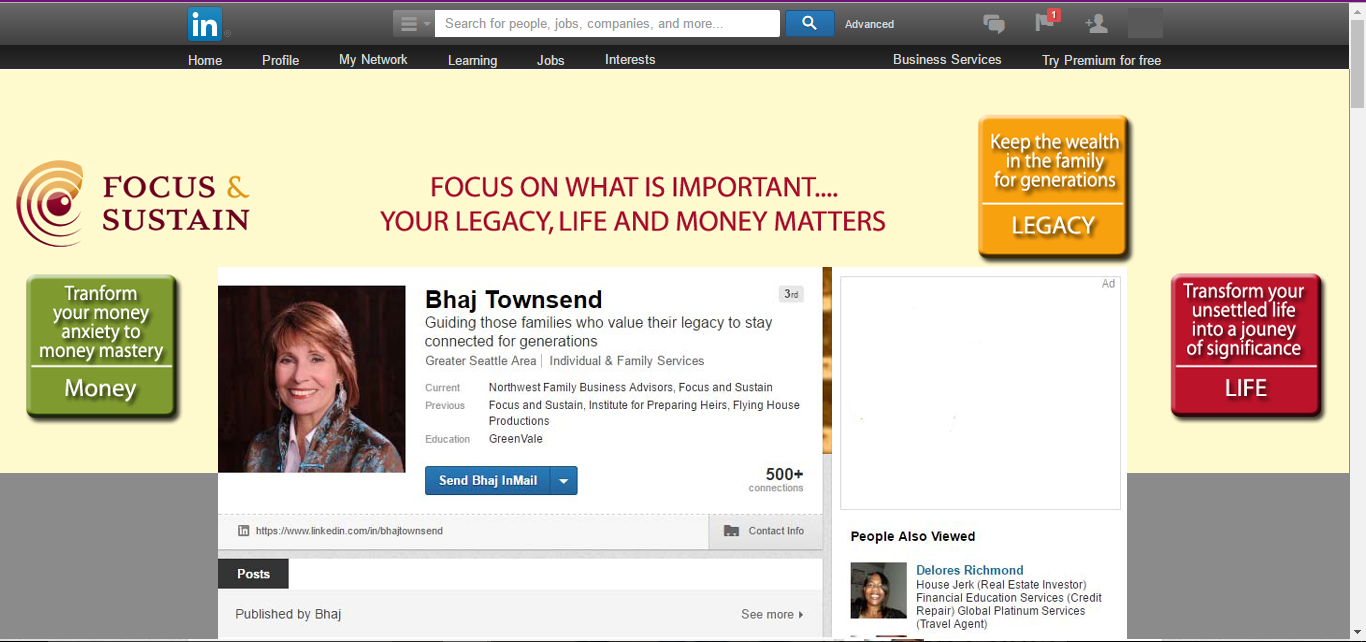 in
Search for people, jobs, companies, and more...
Advanced
1
Home
Profile
My Network
Learning
Jobs
Interests
Business Services
Try Premium for free
FOCUS &
SUSTAIN
FOCUS ON WHAT IS IMPORTANT....
YOUR LEGACY, LIFE AND MONEY MATTERS
Keep the wealth
in the family
for generations
LEGACY
Tranform
your money
anxiety to
money mastery
Money
Transform your
unsettled life
into a jouney
of significance
LIFE
Bhaj Townsend
3rd
Guiding those families who value their legacy to stay
connected for generations
Greater Seattle Area
Individual & Family Services
Current
Northwest Family Business Advisors, Focus and Sustain
Previous
Focus and Sustain, Institute for Preparing Heirs, Flying House
Productions
Education
GreenVale
Send Bhaj InMail
500+
connections
in
https://www.linkedin.com/in/bhajtownsend
Contact Info
Posts
Published by Bhaj
See more
Ad
People Also Viewed
Delores Richmond
House Jerk (Real Estate Investor)
Financial Education Services (Credit
Repair) Global Platinum Services
(Travel Agent)